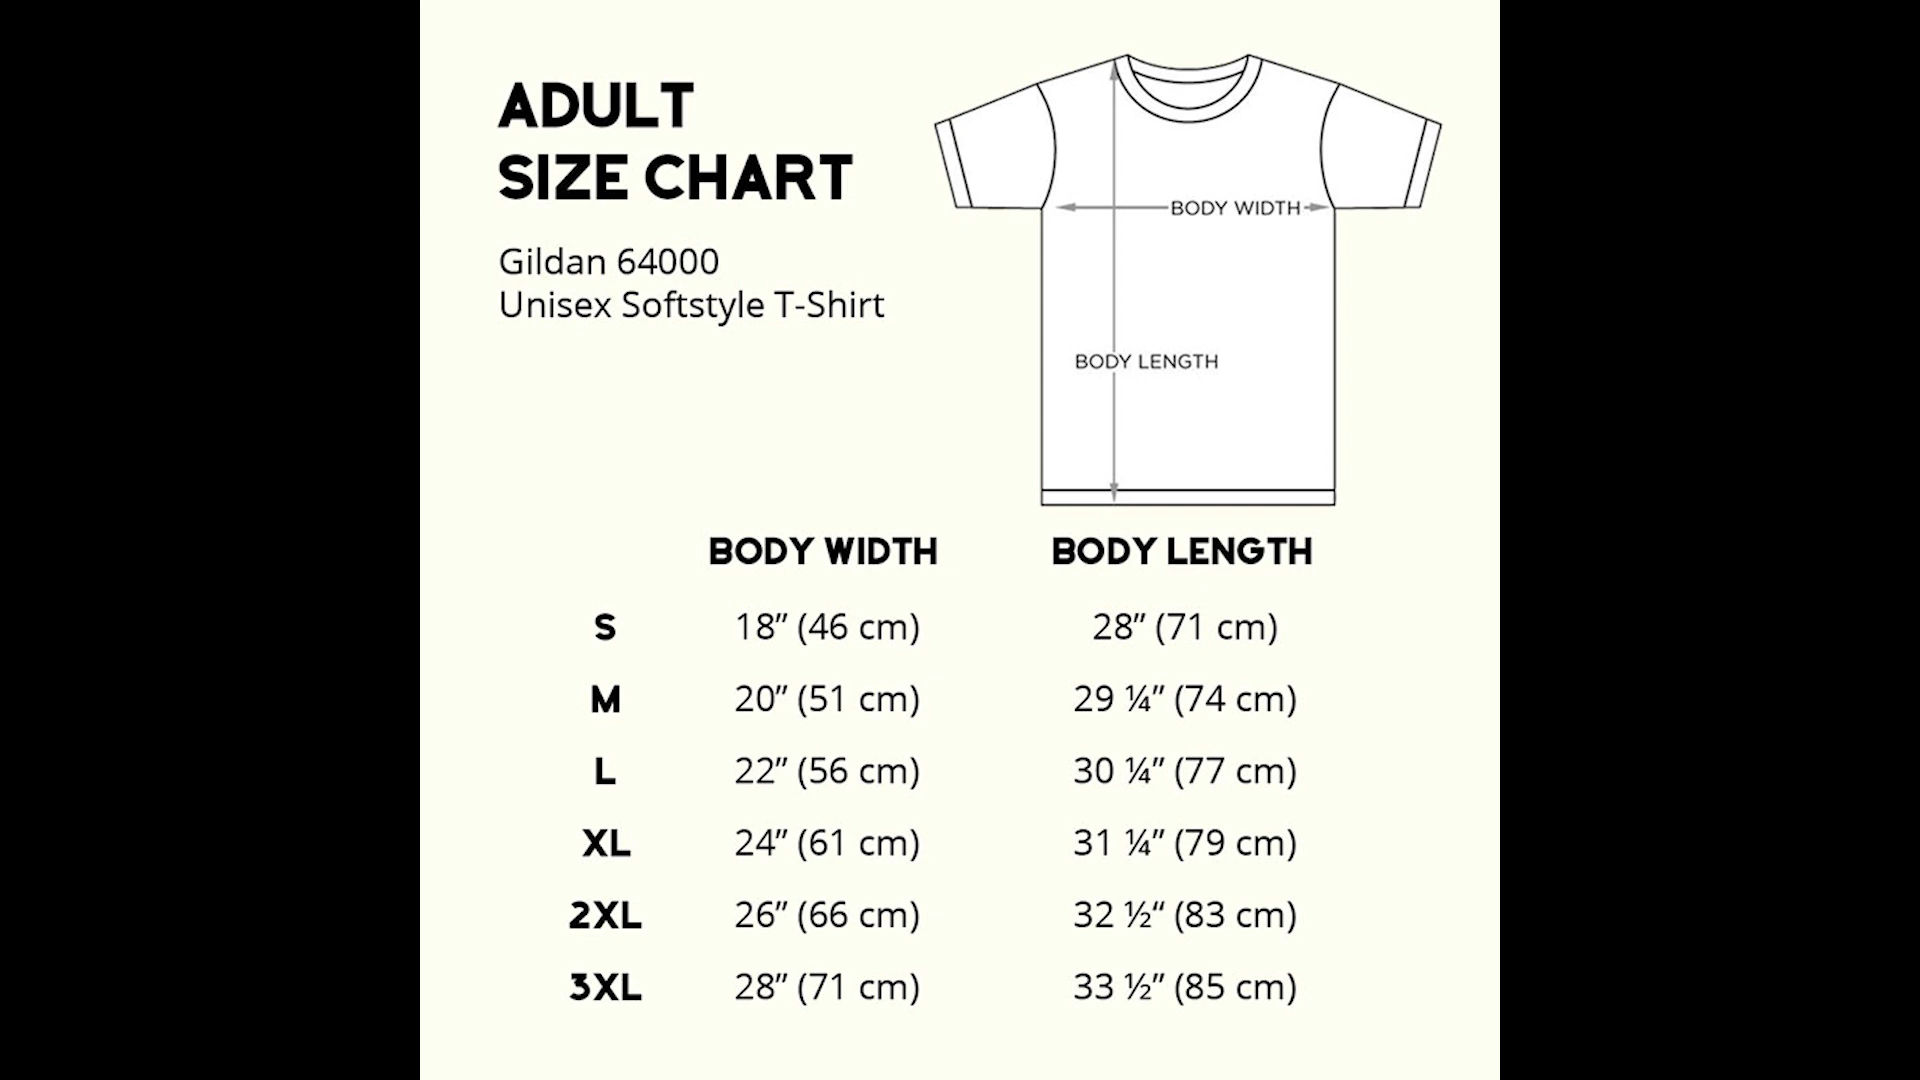 ADULT
SIZE CHART
Gildan 64000
Unisex Softstyle T-Shirt
BODY WIDTH
BODY LENGTH
BODY WIDTH BODY LENGTH
S 18” (46 cm) 28” (71 cm)
M 20” (51 cm) 29 ¼” (74 cm)
L 22” (56 cm) 30 ¼” (77 cm)
XL 24” (61 cm) 31 ¼” (79 cm)
2XL 26” (66 cm) 32 ½“ (83 cm)
3XL 28” (71 cm) 33 ½” (85 cm)